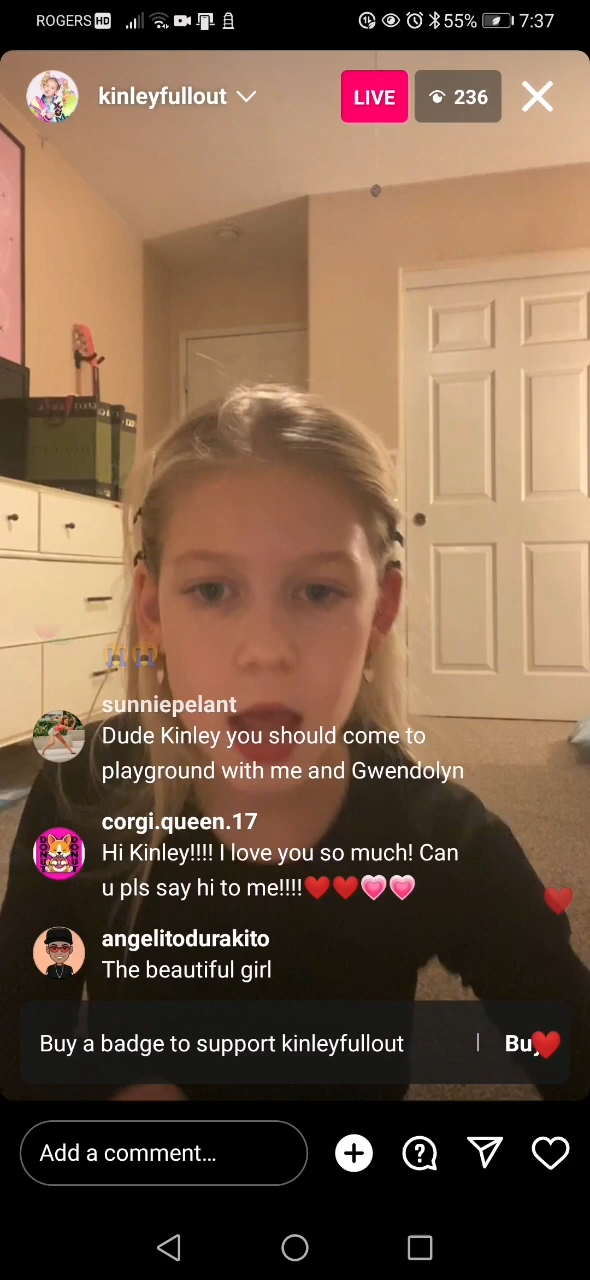 ROGERS HD 55% 7:37
kinleyfullout LIVE 236
sunniepelant
Dude Kinley you should come to
playground with me and Gwendolyn
corgi.queen.17
Hi Kinley!!!! I love you so much! Can
u pls say hi to me!!!!❤️❤️💗💗
angelitodurakito
The beautiful girl
Buy a badge to support kinleyfullout | Buy
Add a comment...